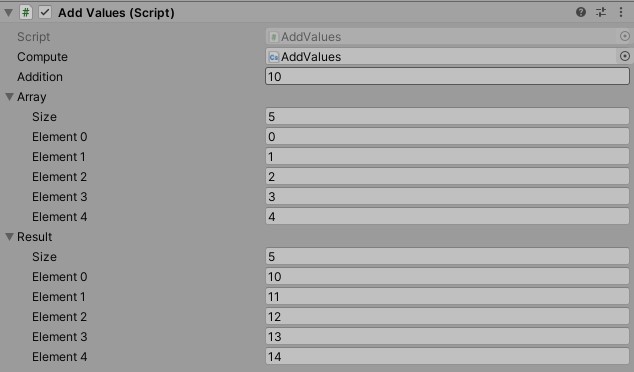 # Add Values (Script)
Script # AddValues
Compute Cs AddValues
Addition 10
Array
Size 5
Element 0 0
Element 1 1
Element 2 2
Element 3 3
Element 4 4
Result
Size 5
Element 0 10
Element 1 11
Element 2 12
Element 3 13
Element 4 14